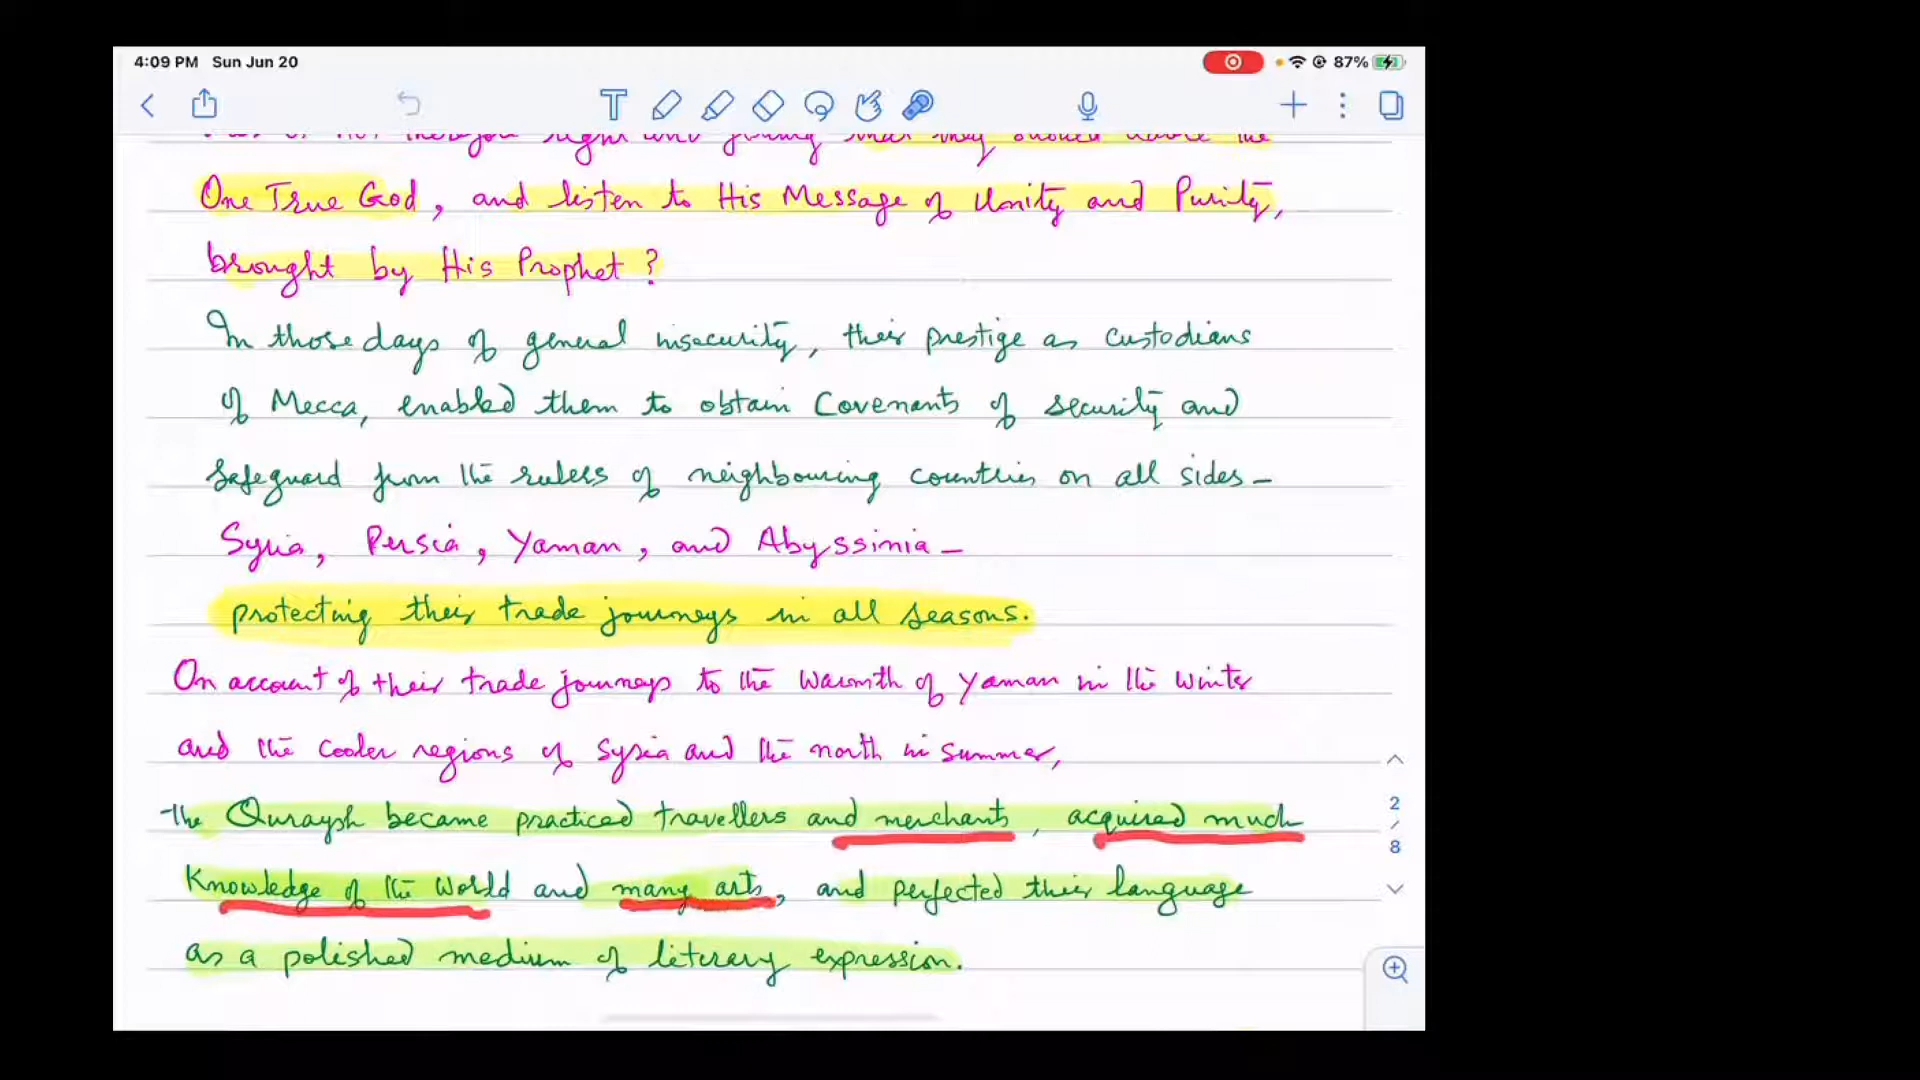 4:09 PM Sun Jun 20
87%
One True God, and listen to His Message of Unity and Purity,
brought by His Prophet?
In those days of general insecurity, their prestige as custodians
of Mecca, enabled them to obtain Covenants of security and
Safeguard from the rulers of neighbouring countries on all sides-
Syria, Persia, Yaman, and Abyssinia-
protecting their trade journeys in all seasons.
On account of their trade journeys to the warmth of Yaman in the winter
and the cooler regions of Syria and the north in summer,
The Quraysh became practiced travellers and merchants, acquired much
Knowledge of the World and many arts, and perfected their language
as a polished medium of literary expression.
2
/
8